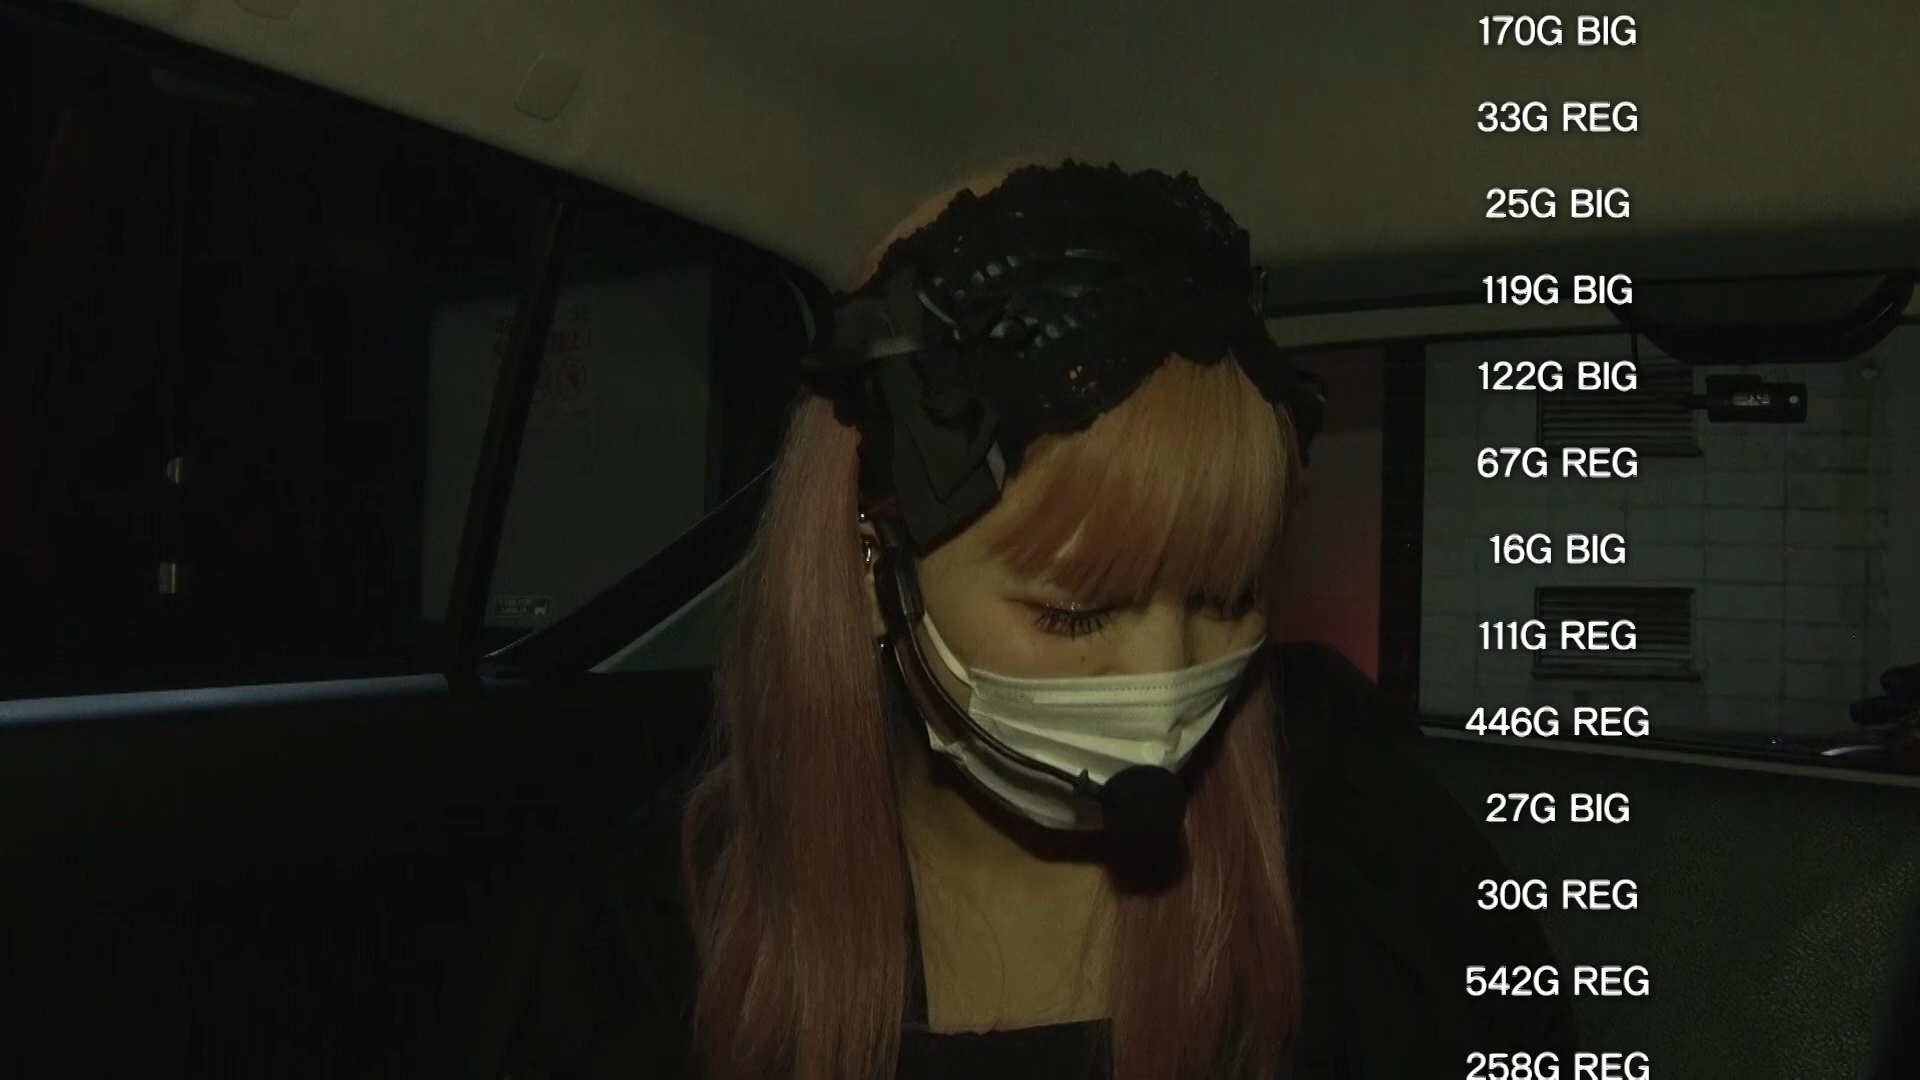 170G BIG
33G REG
25G BIG
119G BIG
122G BIG
67G REG
16G BIG
111G REG
446G REG
27G BIG
30G REG
542G REG
258G REG